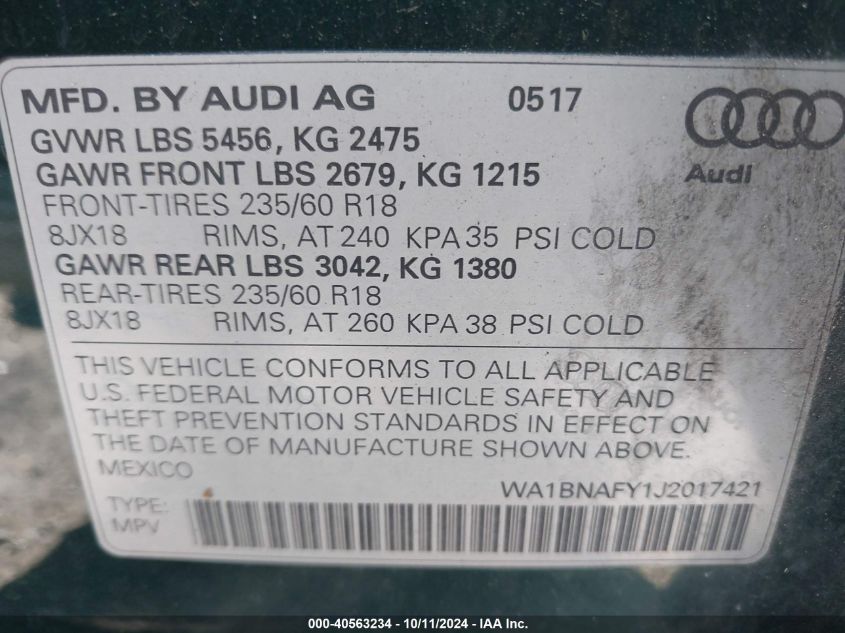 MFD. BY AUDI AG 0517
GVWR LBS 5456, KG 2475
GAWR FRONT LBS 2679, KG 1215
Audi
FRONT-TIRES 235/60 R18
8JX18 RIMS, AT 240 KPA 35 PSI COLD
GAWR REAR LBS 3042, KG 1380
REAR-TIRES 235/60 R18
8JX18 RIMS, AT 260 KPA 38 PSI COLD
THIS VEHICLE CONFORMS TO ALL APPLICABLE
U.S. FEDERAL MOTOR VEHICLE SAFETY AND
THEFT PREVENTION STANDARDS IN EFFECT ON
THE DATE OF MANUFACTURE SHOWN ABOVE.
MEXICO
WA1BNAFY1J2017421
TYPE:
MPV
000-40563234 - 10/11/2024 - IAA Inc.